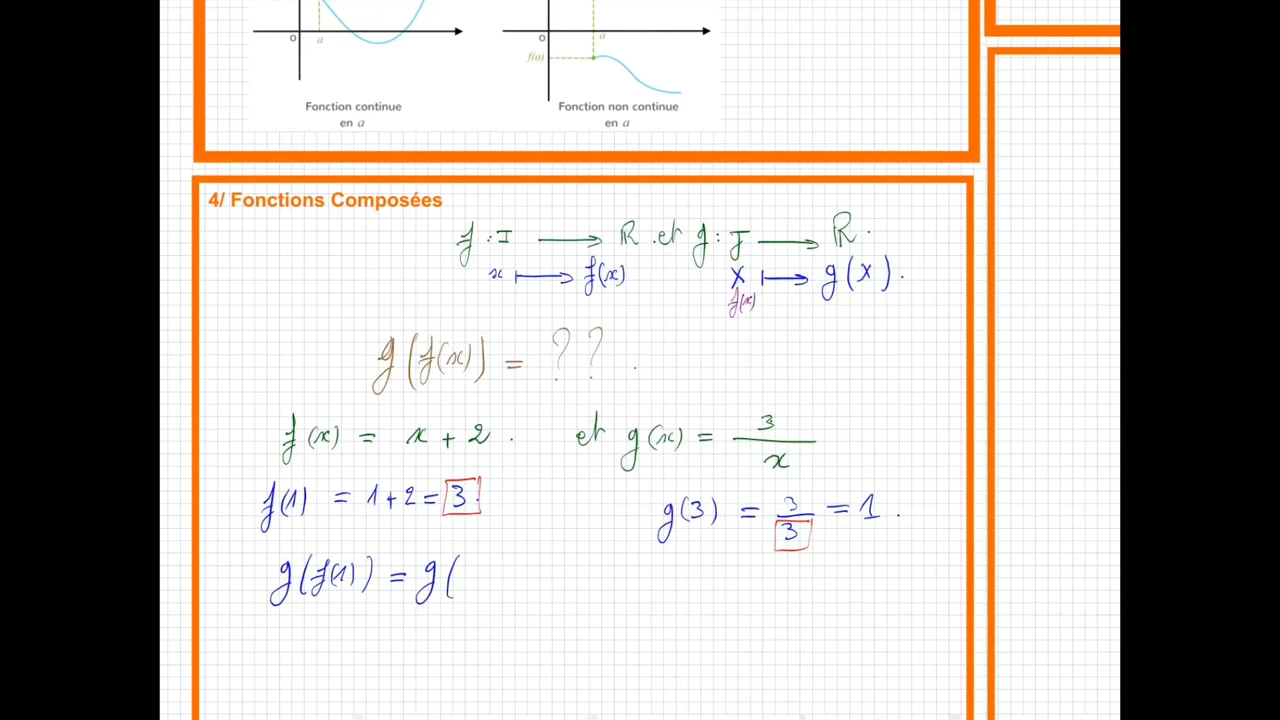 O a
O a
f(a)
Fonction continue
en a
Fonction non continue
en a
4/ Fonctions Composées
f : I ⟶ ℝ . et g : J ⟶ ℝ .
x ⟼ f(x) X ⟼ g(X) .
f(x)
g(f(x)) = ?? .
f(x) = x + 2 . et g(x) = 3/x
f(1) = 1 + 2 = 3 .
g(3) = 3/3 = 1 .
g(f(1)) = g(